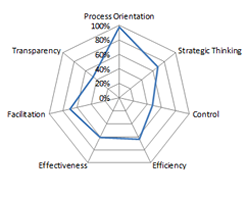 Process Orientation
100%
80%
60%
40%
20%
0%
Strategic Thinking
Control
Efficiency
Effectiveness
Facilitation
Transparency